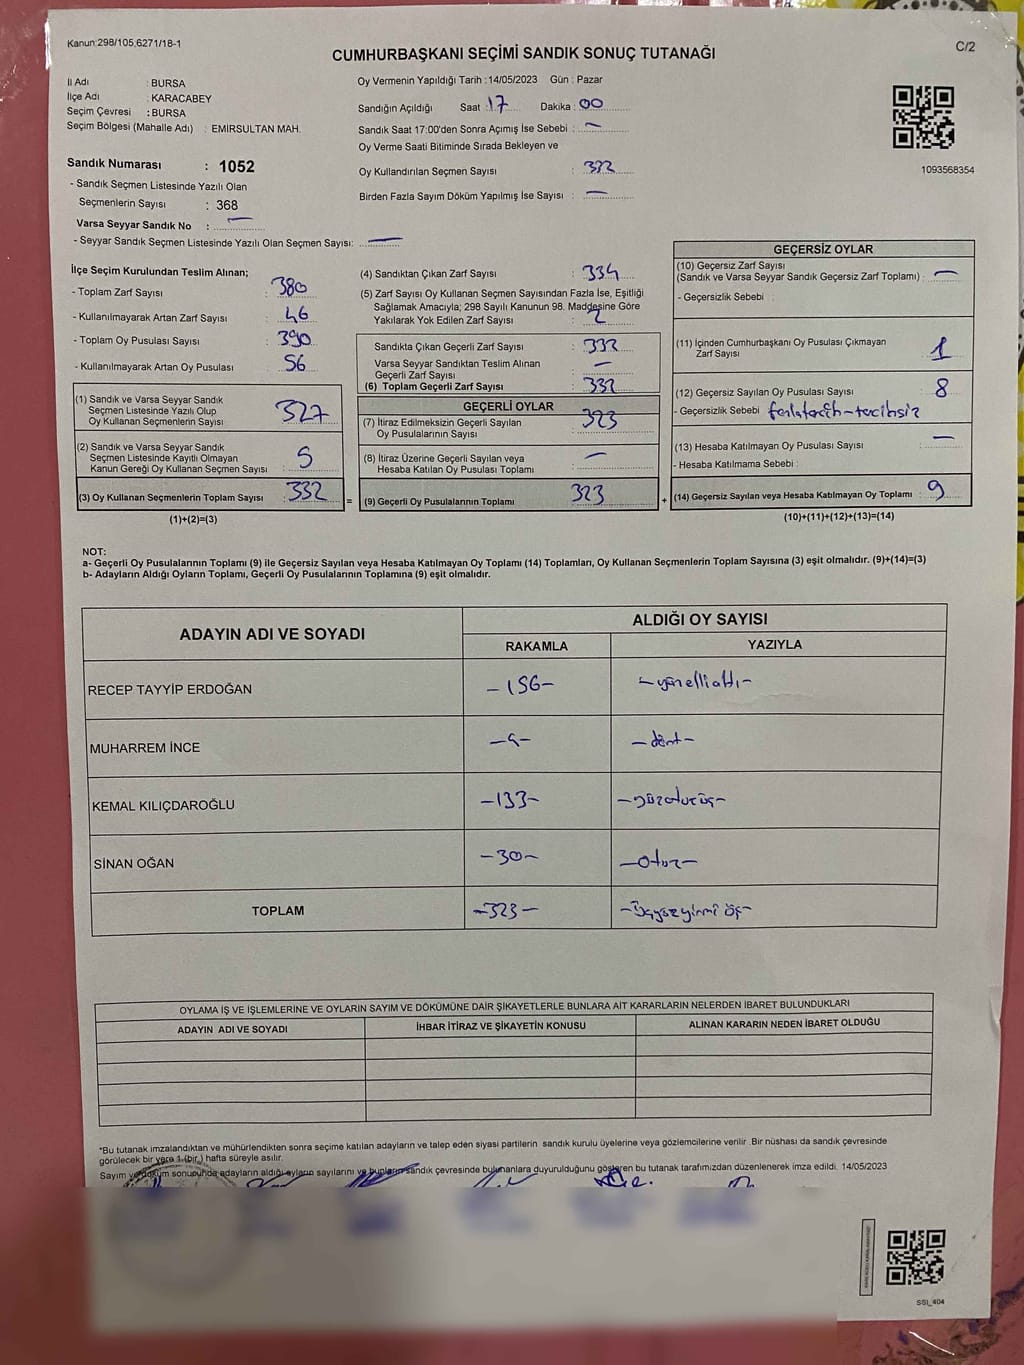 Kanun:298/105,6271/18-1
C/2
CUMHURBAŞKANI SEÇİMİ SANDIK SONUÇ TUTANAĞI
İl Adı : BURSA
İlçe Adı : KARACABEY
Seçim Çevresi : BURSA
Seçim Bölgesi (Mahalle Adı) : EMİRSULTAN MAH.
Sandık Numarası : 1052
- Sandık Seçmen Listesinde Yazılı Olan
Seçmenlerin Sayısı : 368
Varsa Seyyar Sandık No : —
- Seyyar Sandık Seçmen Listesinde Yazılı Olan Seçmen Sayısı: —
Oy Vermenin Yapıldığı Tarih :14/05/2023 Gün : Pazar
Sandığın Açıldığı Saat :17 Dakika :00
Sandık Saat 17:00'den Sonra Açımış İse Sebebi : —
Oy Verme Saati Bitiminde Sırada Bekleyen ve
Oy Kullandırılan Seçmen Sayısı : 332
Birden Fazla Sayım Döküm Yapılmış İse Sayısı : —
1093568354
İlçe Seçim Kurulundan Teslim Alınan;
- Toplam Zarf Sayısı : 380
- Kullanılmayarak Artan Zarf Sayısı : 46
- Toplam Oy Pusulası Sayısı : 390
- Kullanılmayarak Artan Oy Pusulası : 56
(1) Sandık ve Varsa Seyyar Sandık
Seçmen Listesinde Yazılı Olup
Oy Kullanan Seçmenlerin Sayısı : 327
(2) Sandık ve Varsa Seyyar Sandık
Seçmen Listesinde Kayıtlı Olmayan
Kanun Gereği Oy Kullanan Seçmen Sayısı : 5
(3) Oy Kullanan Seçmenlerin Toplam Sayısı : 332
(1)+(2)=(3)
(4) Sandıktan Çıkan Zarf Sayısı : 334
(5) Zarf Sayısı Oy Kullanan Seçmen Sayısından Fazla İse, Eşitliği
Sağlamak Amacıyla; 298 Sayılı Kanunun 98. Maddesine Göre
Yakılarak Yok Edilen Zarf Sayısı : 2
Sandıkta Çıkan Geçerli Zarf Sayısı : 332
Varsa Seyyar Sandıktan Teslim Alınan
Geçerli Zarf Sayısı : —
(6) Toplam Geçerli Zarf Sayısı : 332
GEÇERLİ OYLAR
(7) İtiraz Edilmeksizin Geçerli Sayılan
Oy Pusulalarının Sayısı : 323
(8) İtiraz Üzerine Geçerli Sayılan veya
Hesaba Katılan Oy Pusulası Toplamı : —
= (9) Geçerli Oy Pusulalarının Toplamı : 323
GEÇERSİZ OYLAR
(10) Geçersiz Zarf Sayısı
(Sandık ve Varsa Seyyar Sandık Geçersiz Zarf Toplamı) : —
- Geçersizlik Sebebi :
(11) İçinden Cumhurbaşkanı Oy Pusulası Çıkmayan
Zarf Sayısı : 1
(12) Geçersiz Sayılan Oy Pusulası Sayısı : 8
- Geçersizlik Sebebi
(13) Hesaba Katılmayan Oy Pusulası Sayısı : —
- Hesaba Katılmama Sebebi :
+ (14) Geçersiz Sayılan veya Hesaba Katılmayan Oy Toplamı : 9
(10)+(11)+(12)+(13)=(14)
NOT:
a- Geçerli Oy Pusulalarının Toplamı (9) ile Geçersiz Sayılan veya Hesaba Katılmayan Oy Toplamı (14) Toplamları, Oy Kullanan Seçmenlerin Toplam Sayısına (3) eşit olmalıdır. (9)+(14)=(3)
b- Adayların Aldığı Oyların Toplamı, Geçerli Oy Pusulalarının Toplamına (9) eşit olmalıdır.
ADAYIN ADI VE SOYADI
ALDIĞI OY SAYISI
RAKAMLA YAZIYLA
RECEP TAYYİP ERDOĞAN -156- -yüzellialtı-
MUHARREM İNCE -4- -dört-
KEMAL KILIÇDAROĞLU -133- -yüzotuzüç-
SİNAN OĞAN -30- -Otuz-
TOPLAM -323- -Üçyüzyirmi üç-
OYLAMA İŞ VE İŞLEMLERİNE VE OYLARIN SAYIM VE DÖKÜMÜNE DAİR ŞİKAYETLERLE BUNLARA AİT KARARLARIN NELERDEN İBARET BULUNDUKLARI
ADAYIN ADI VE SOYADI İHBAR İTİRAZ VE ŞİKAYETİN KONUSU ALINAN KARARIN NEDEN İBARET OLDUĞU
*Bu tutanak imzalandıktan ve mühürlendikten sonra seçime katılan adayların ve talep eden siyasi partilerin sandık kurulu üyelerine veya gözlemcilerine verilir. Bir nüshası da sandık çevresinde
görülecek bir yere 1 (bir ) hafta süreyle asılır.
Sayım ve döküm sonunda adayların aldığı oyların sayılarını ve bunların sandık çevresinde bulunanlara duyurulduğunu gösteren bu tutanak tarafımızdan düzenlenerek imza edildi. 14/05/2023
SSI_404